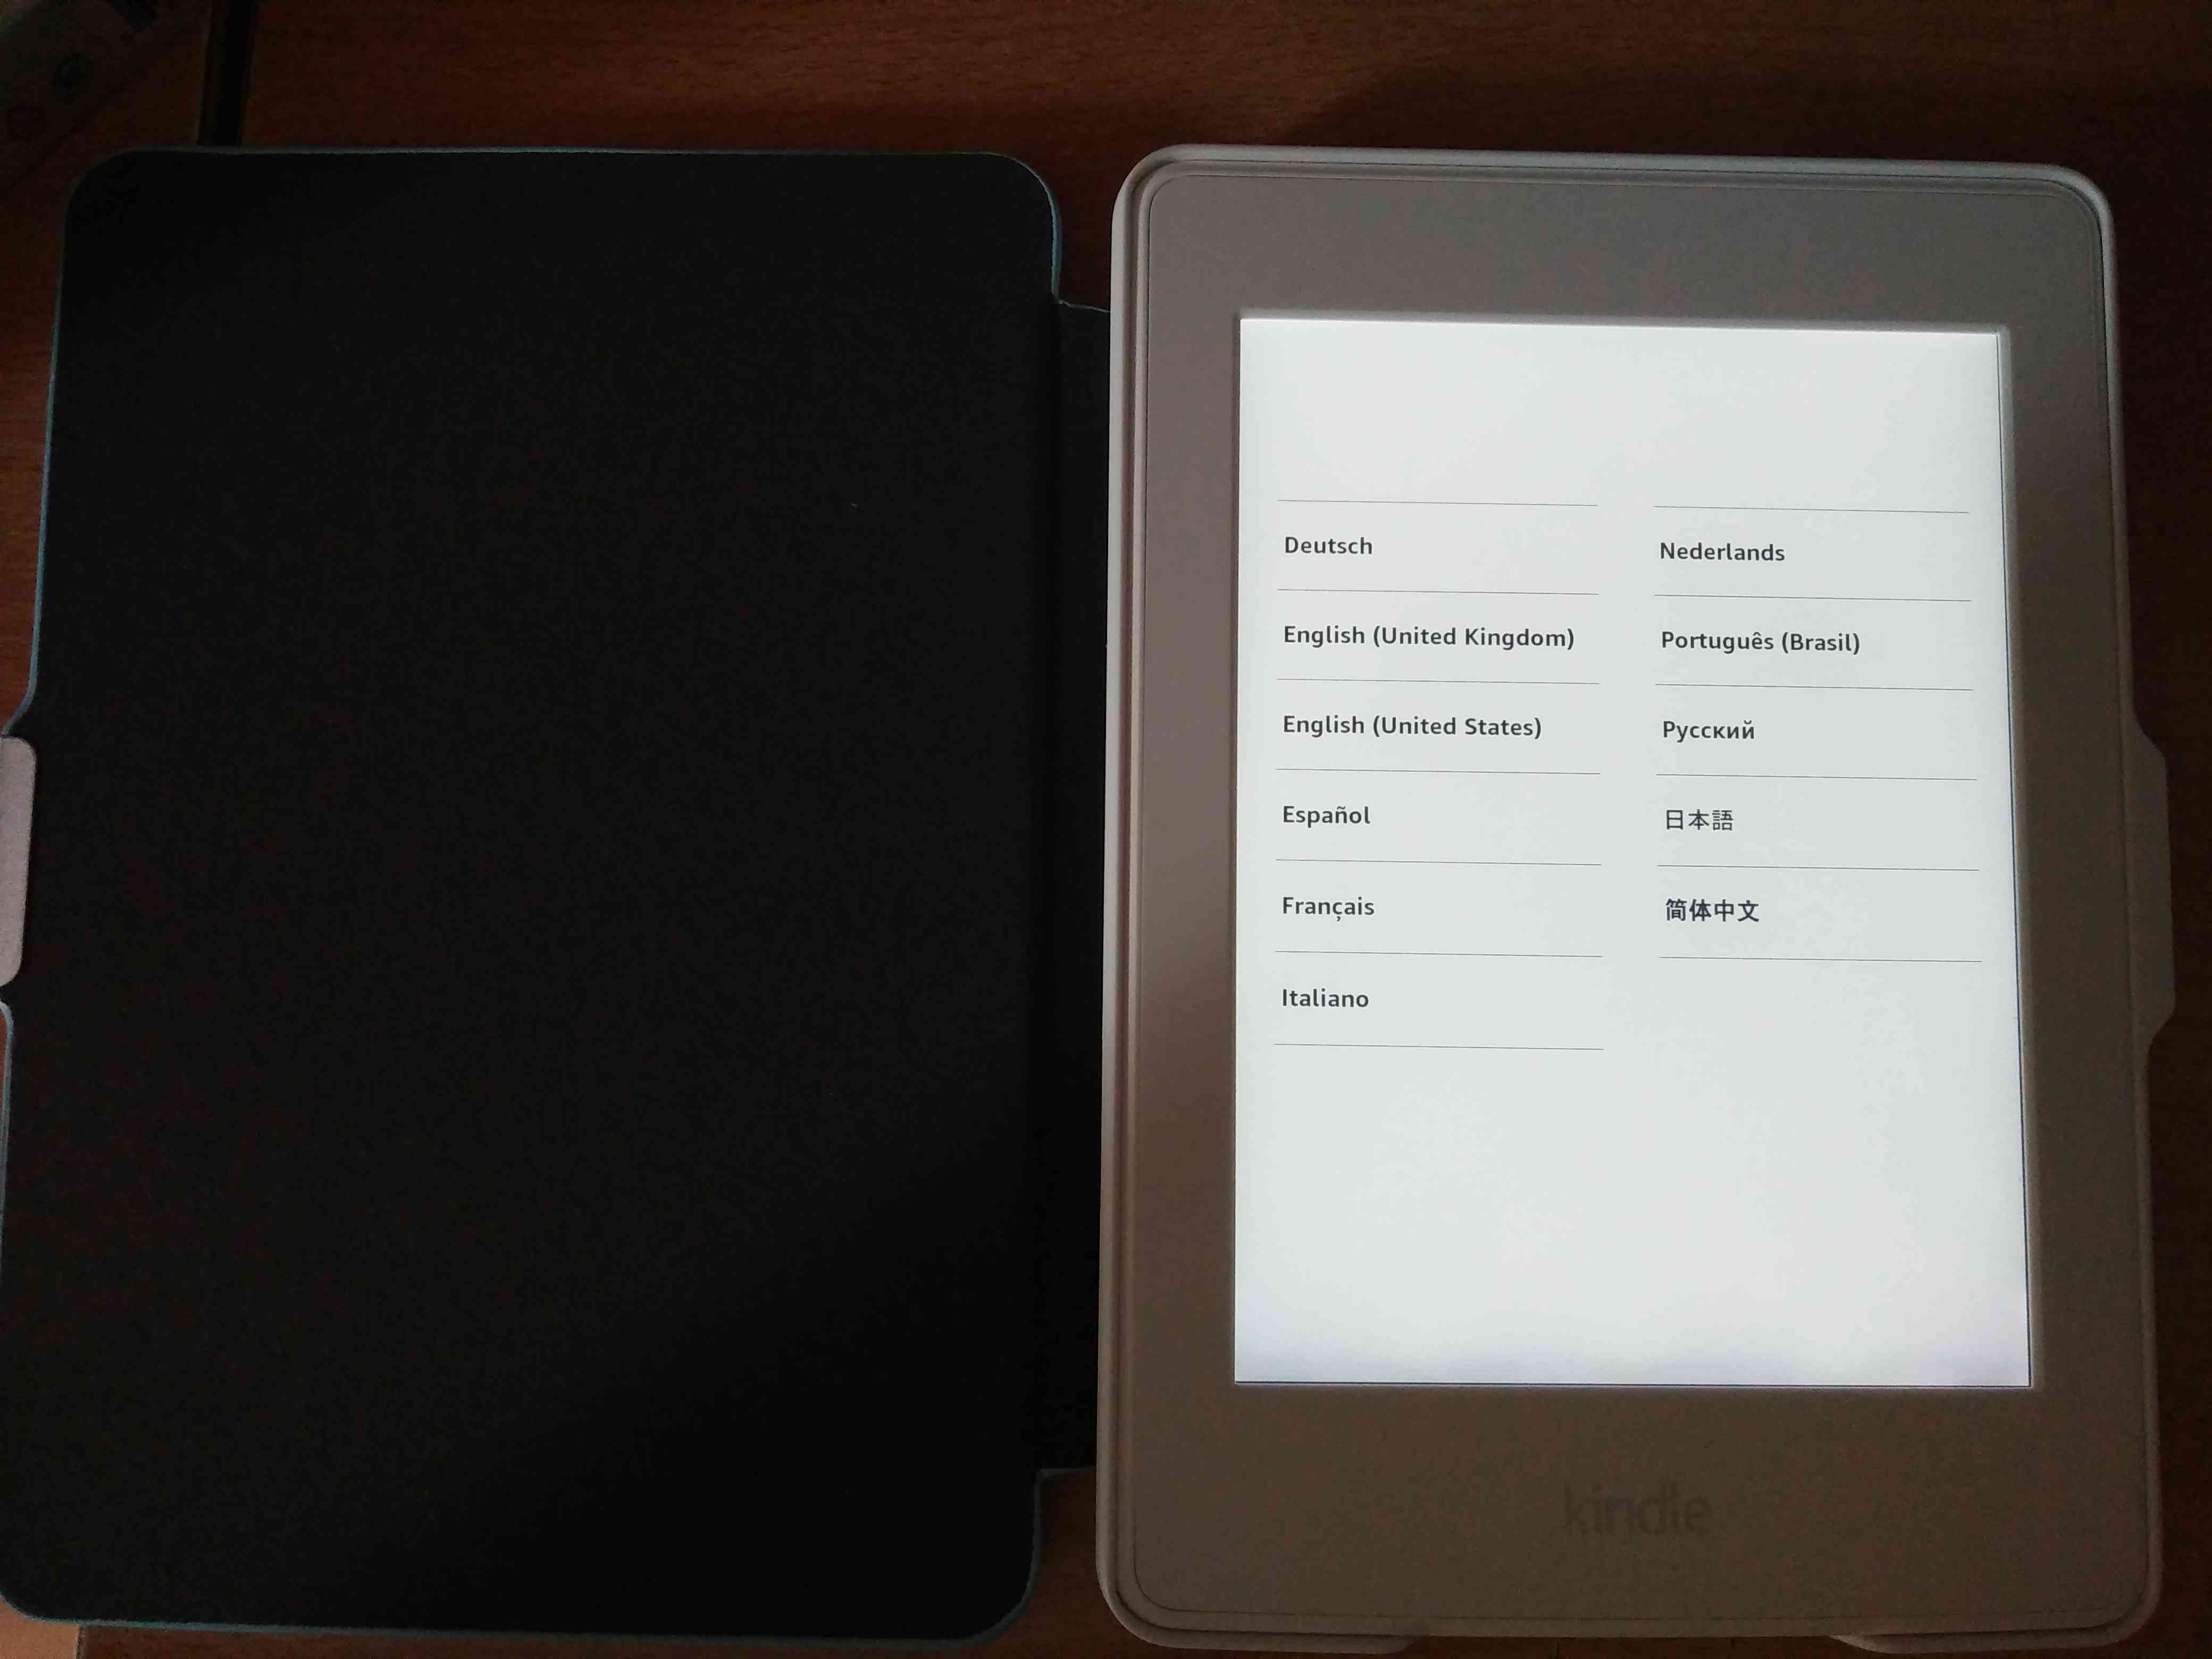 Deutsch
English (United Kingdom)
English (United States)
Español
Français
Italiano
Nederlands
Português (Brasil)
Русский
日本語
简体中文
kindle